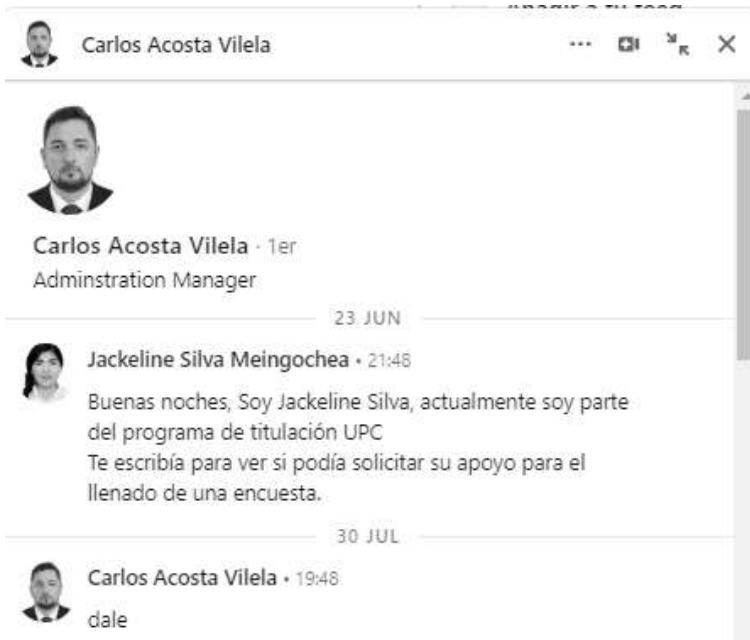 Carlos Acosta Vilela
Carlos Acosta Vilela · 1er
Adminstration Manager
23 JUN
Jackeline Silva Meingochea • 21:48
Buenas noches, Soy Jackeline Silva, actualmente soy parte
del programa de titulación UPC
Te escribía para ver si podía solicitar su apoyo para el
llenado de una encuesta.
30 JUL
Carlos Acosta Vilela • 19:48
dale